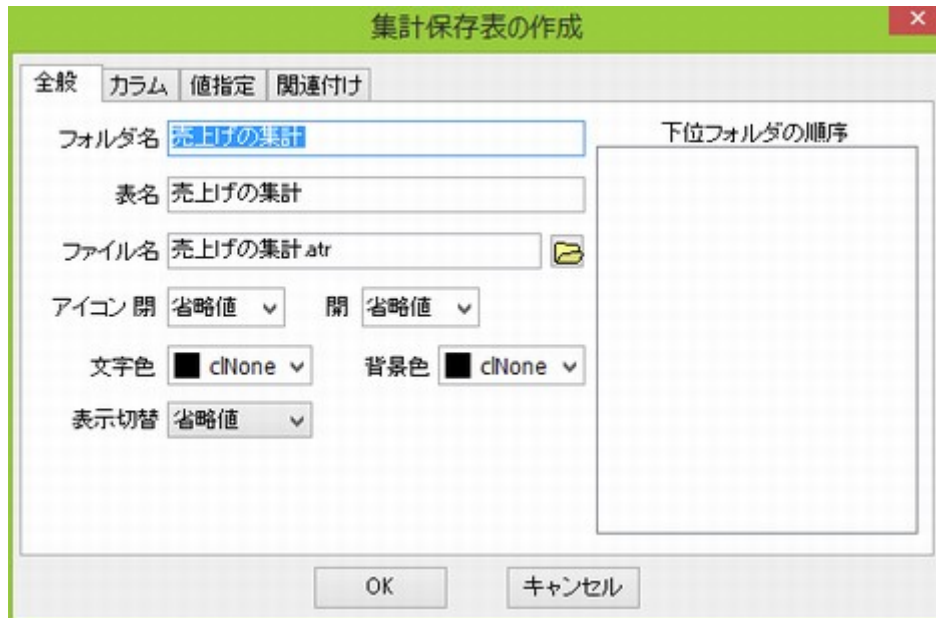 集計保存表の作成
全般 カラム 値指定 関連付け
フォルダ名 売上げの集計
下位フォルダの順序
表名 売上げの集計
ファイル名 売上げの集計.atr
アイコン 閉 省略値 開 省略値
文字色 clNone 背景色 clNone
表示切替 省略値
OK キャンセル